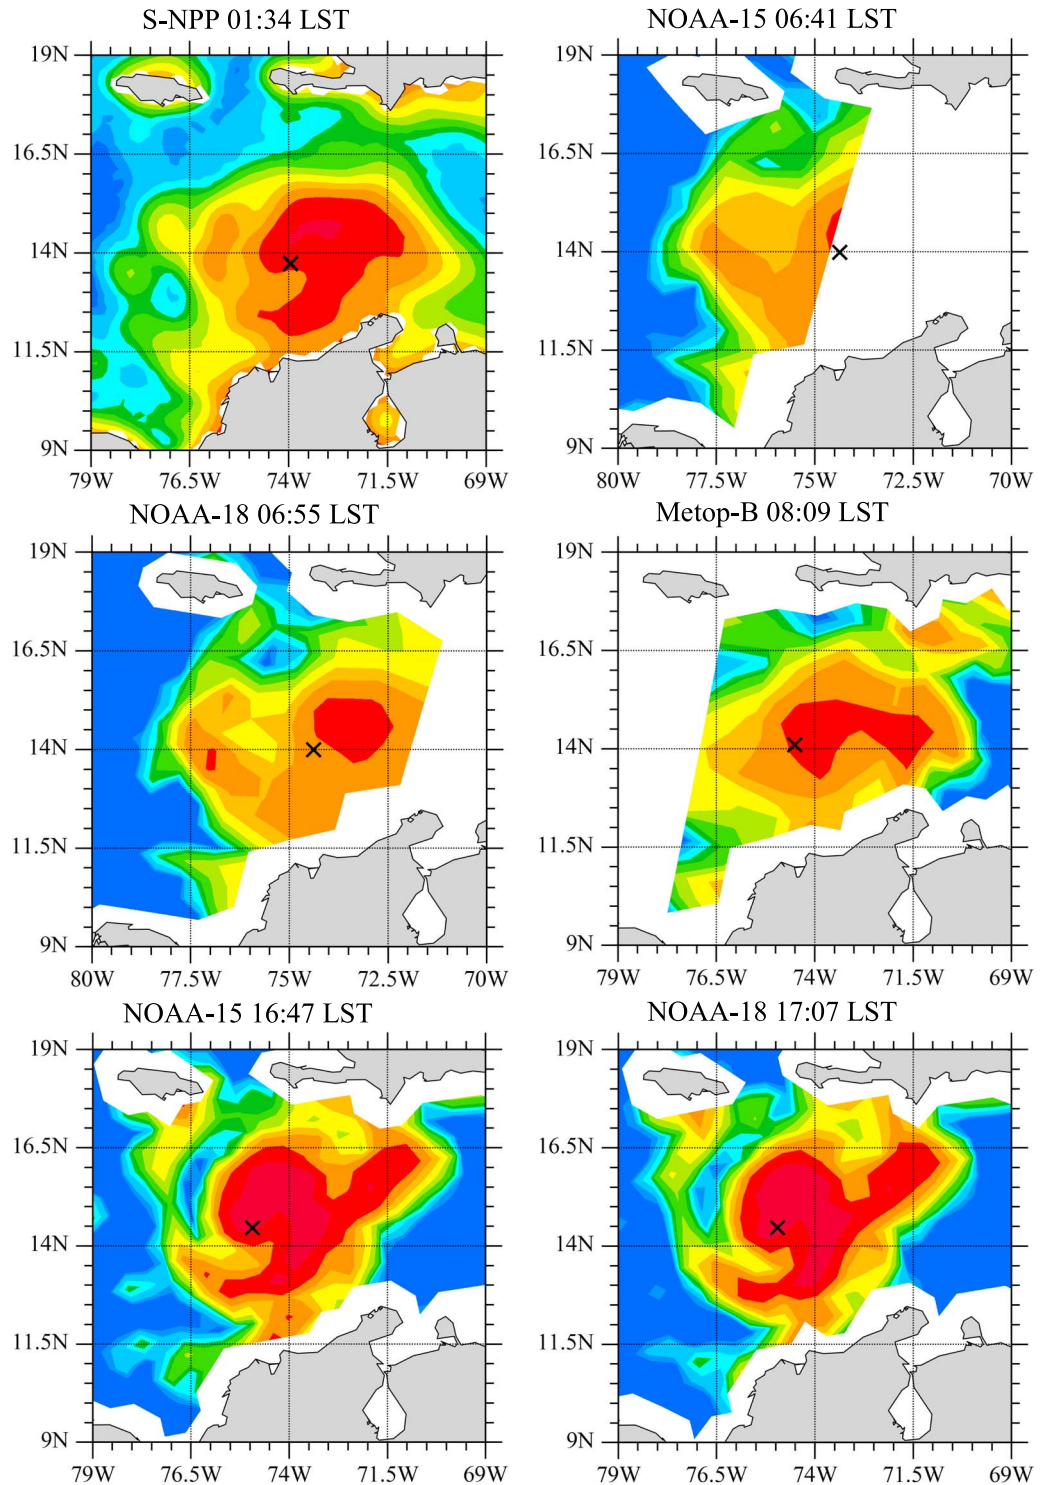 S-NPP 01:34 LST
NOAA-15 06:41 LST
19N
16.5N
14N
11.5N
9N
79W 76.5W 74W 71.5W 69W
19N
16.5N
14N
11.5N
9N
80W 77.5W 74W 72.5W 70W
NOAA-18 06:55 LST
Metop-B 08:09 LST
19N
16.5N
14N
11.5N
9N
80W 77.5W 75W 72.5W 70W
19N
16.5N
14N
11.5N
9N
79W 76.5W 74W 71.5W 69W
NOAA-15 16:47 LST
NOAA-18 17:07 LST
19N
16.5N
14N
11.5N
9N
79W 76.5W 74W 71.5W 69W
19N
16.5N
14N
11.5N
9N
79W 76.5W 74W 71.5W 69W